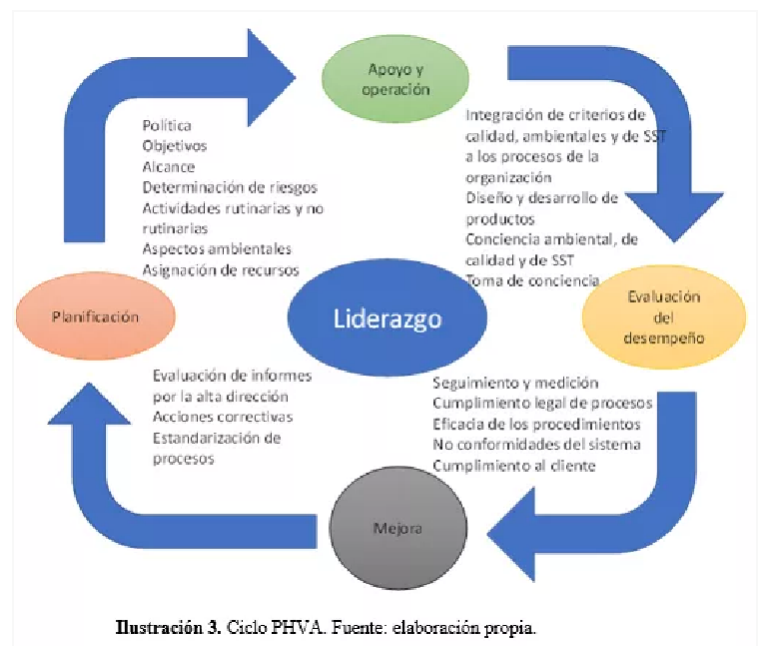 Apoyo y
operación
Política
Objetivos
Alcance
Determinación de riesgos
Actividades rutinarias y no
rutinarias
Aspectos ambientales
Asignación de recursos
Integración de criterios de
calidad, ambientales y de SST
a los procesos de la
organización
Diseño y desarrollo de
productos
Conciencia ambiental, de
calidad y de SST
Toma de conciencia
Planificación
Liderazgo
Evaluación
del
desempeño
Evaluación de informes
por la alta dirección
Acciones correctivas
Estandarización de
procesos
Seguimiento y medición
Cumplimiento legal de procesos
Eficacia de los procedimientos
No conformidades del sistema
Cumplimiento al cliente
Mejora
Ilustración 3. Ciclo PHVA. Fuente: elaboración propia.